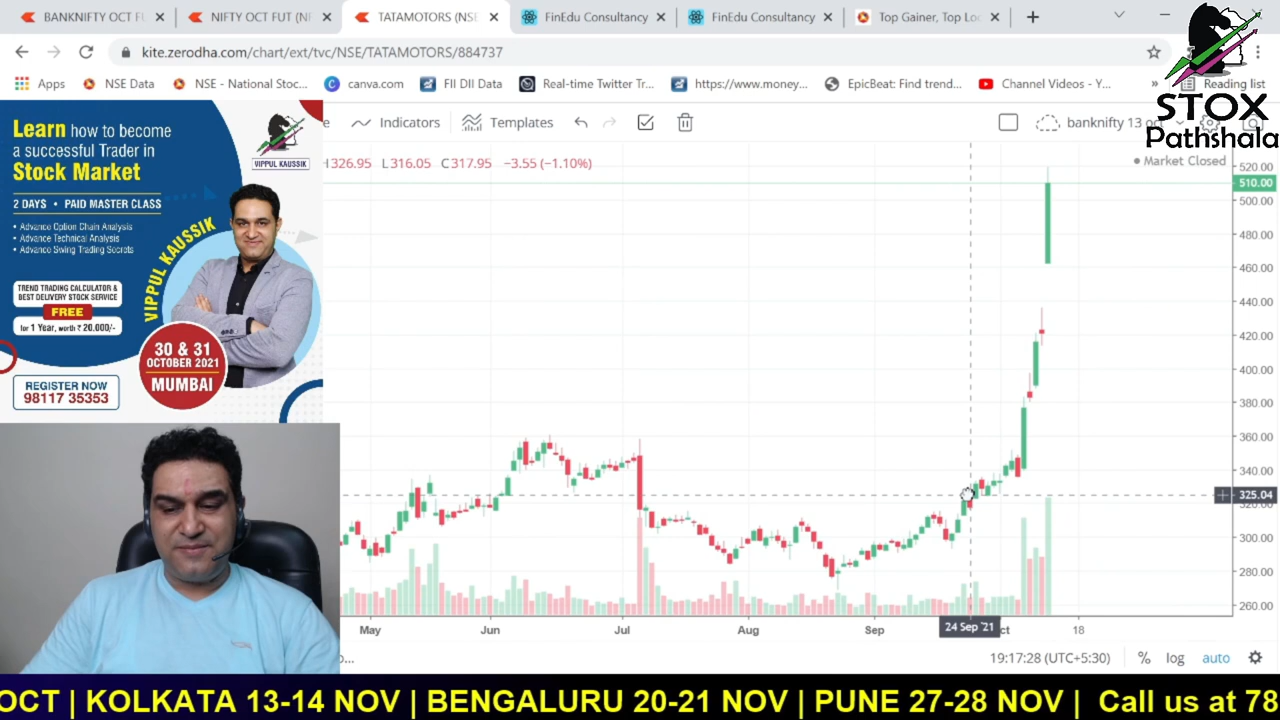 BANKNIFTY OCT FU
NIFTY OCT FUT (N
TATAMOTORS (NSE
FinEdu Consultancy
FinEdu Consultancy
Top Gainer, Top Lo
kite.zerodha.com/chart/ext/tvc/NSE/TATAMOTORS/884737
Apps
NSE Data
NSE - National Stoc...
canva.com
FII DII Data
Real-time Twitter Tr...
https://www.money...
EpicBeat: Find trend...
Channel Videos - Y...
»
Reading list
STOX
Pathshala
e
Indicators
Templates
banknifty 13 oct
H326.95 L316.05 C317.95 −3.55 (−1.10%)
Market Closed
Learn how to become
a successful Trader in
Stock Market
VIPPUL KAUSSIK
2 DAYS • PAID MASTER CLASS
• Advance Option Chain Analysis
• Advance Technical Analysis
• Advance Swing Trading Secrets
VIPPUL KAUSSIK
TREND TRADING CALCULATOR &
BEST DELIVERY STOCK SERVICE
FREE
for 1 Year, worth ₹ 20,000/-
30 & 31
OCTOBER 2021
MUMBAI
REGISTER NOW
98117 35353
520.00
510.00
500.00
480.00
460.00
440.00
420.00
400.00
380.00
360.00
340.00
325.04
320.00
300.00
280.00
260.00
May
Jun
Jul
Aug
Sep
24 Sep '21
ct
18
o...
19:17:28 (UTC+5:30)
%
log
auto
OCT | KOLKATA 13-14 NOV | BENGALURU 20-21 NOV | PUNE 27-28 NOV | Call us at 78